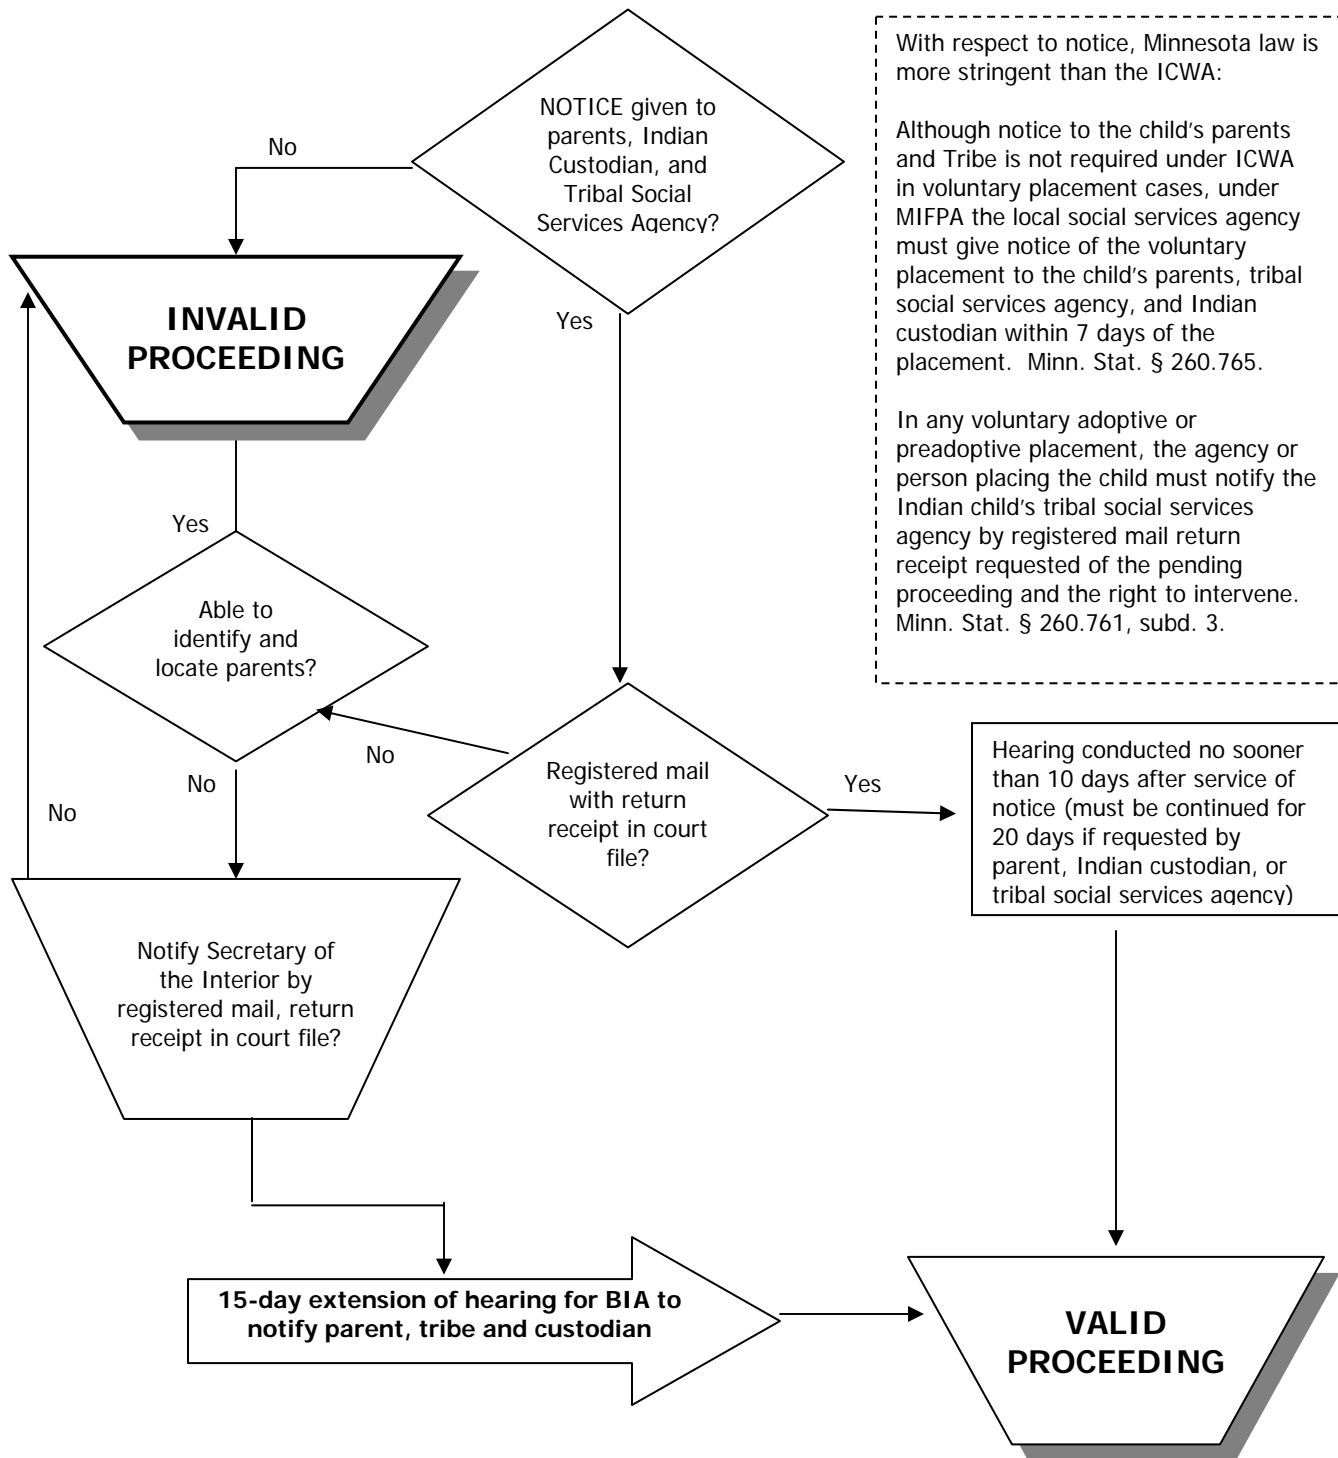 NOTICE given to
parents, Indian
Custodian, and
Tribal Social
Services Agency?
No
Yes
INVALID
PROCEEDING
Yes
Able to
identify and
locate parents?
No
No
No
Registered mail
with return
receipt in court
file?
Yes
Notify Secretary of
the Interior by
registered mail, return
receipt in court file?
15-day extension of hearing for BIA to
notify parent, tribe and custodian
With respect to notice, Minnesota law is
more stringent than the ICWA:
Although notice to the child's parents
and Tribe is not required under ICWA
in voluntary placement cases, under
MIFPA the local social services agency
must give notice of the voluntary
placement to the child's parents, tribal
social services agency, and Indian
custodian within 7 days of the
placement.  Minn. Stat. § 260.765.
In any voluntary adoptive or
preadoptive placement, the agency or
person placing the child must notify the
Indian child's tribal social services
agency by registered mail return
receipt requested of the pending
proceeding and the right to intervene.
Minn. Stat. § 260.761, subd. 3.
Hearing conducted no sooner
than 10 days after service of
notice (must be continued for
20 days if requested by
parent, Indian custodian, or
tribal social services agency)
VALID
PROCEEDING